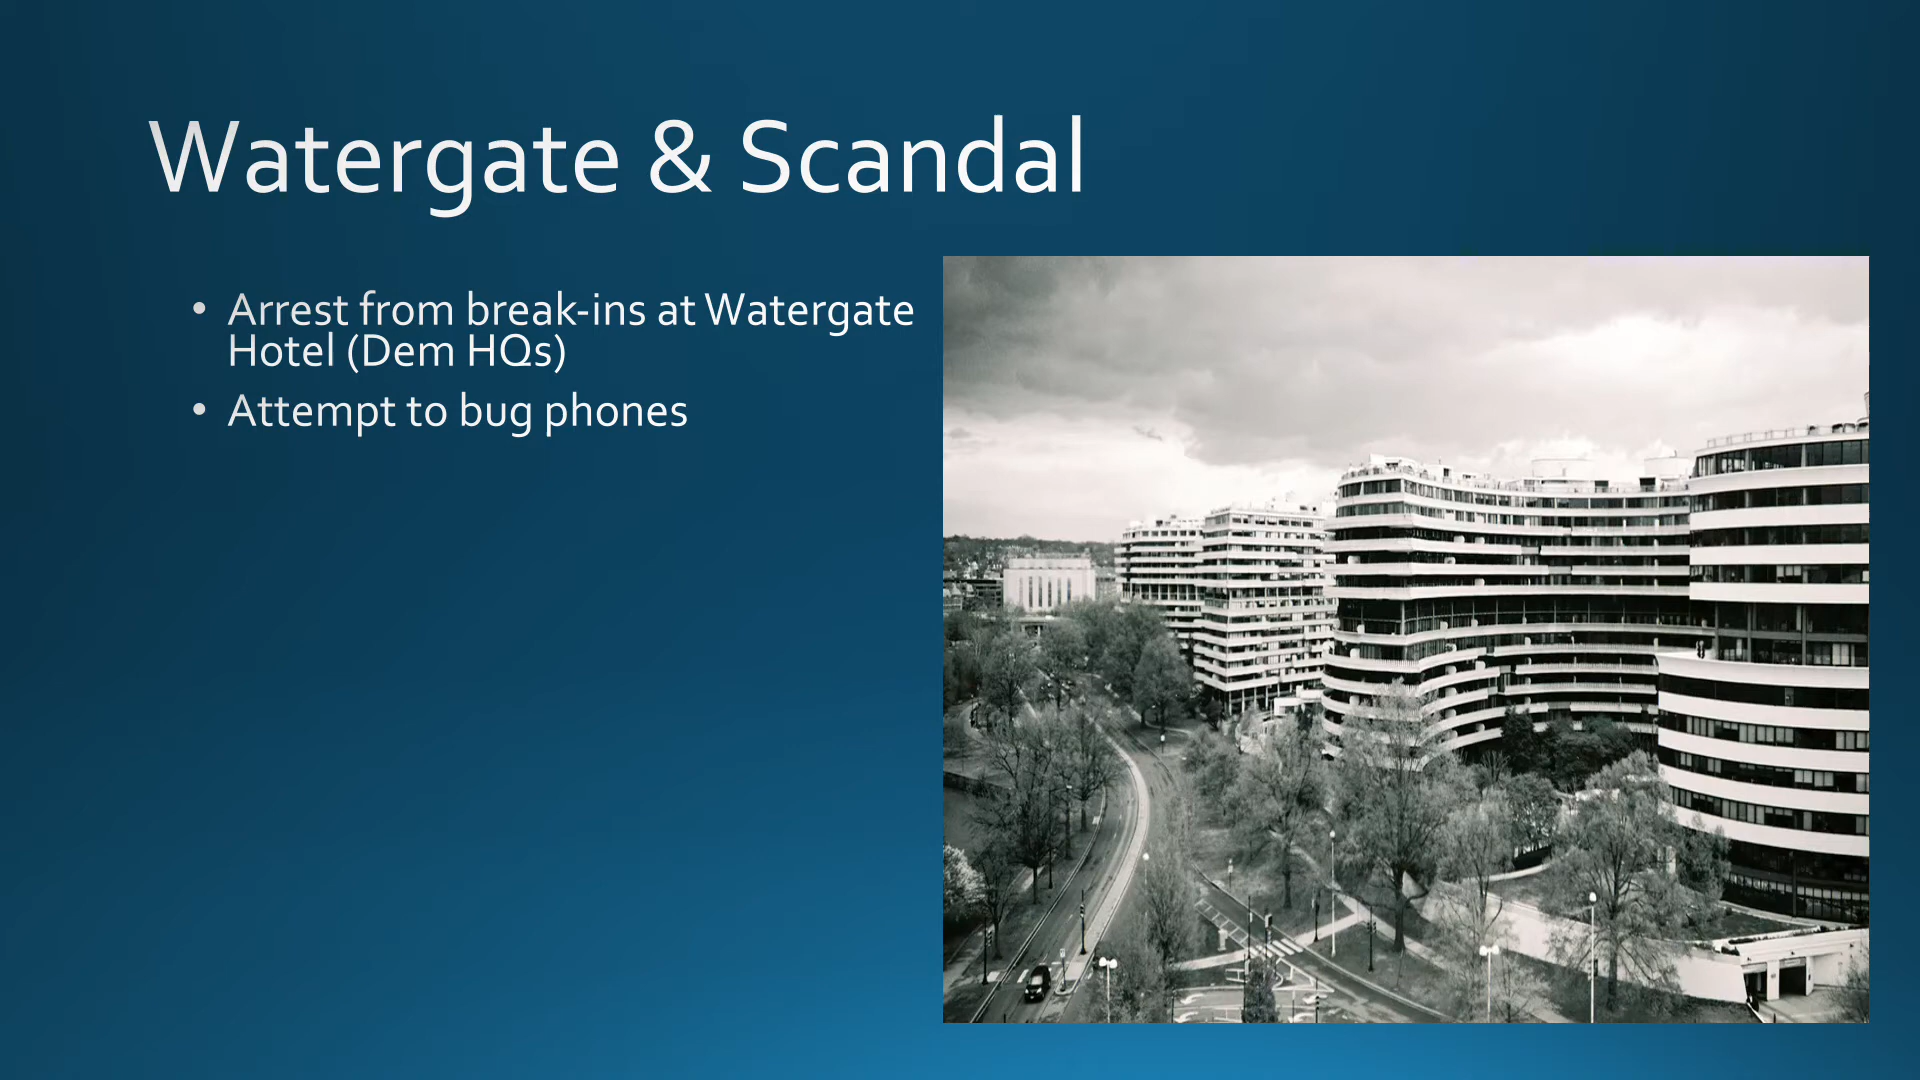 Watergate & Scandal
• Arrest from break-ins at Watergate
Hotel (Dem HQs)
• Attempt to bug phones